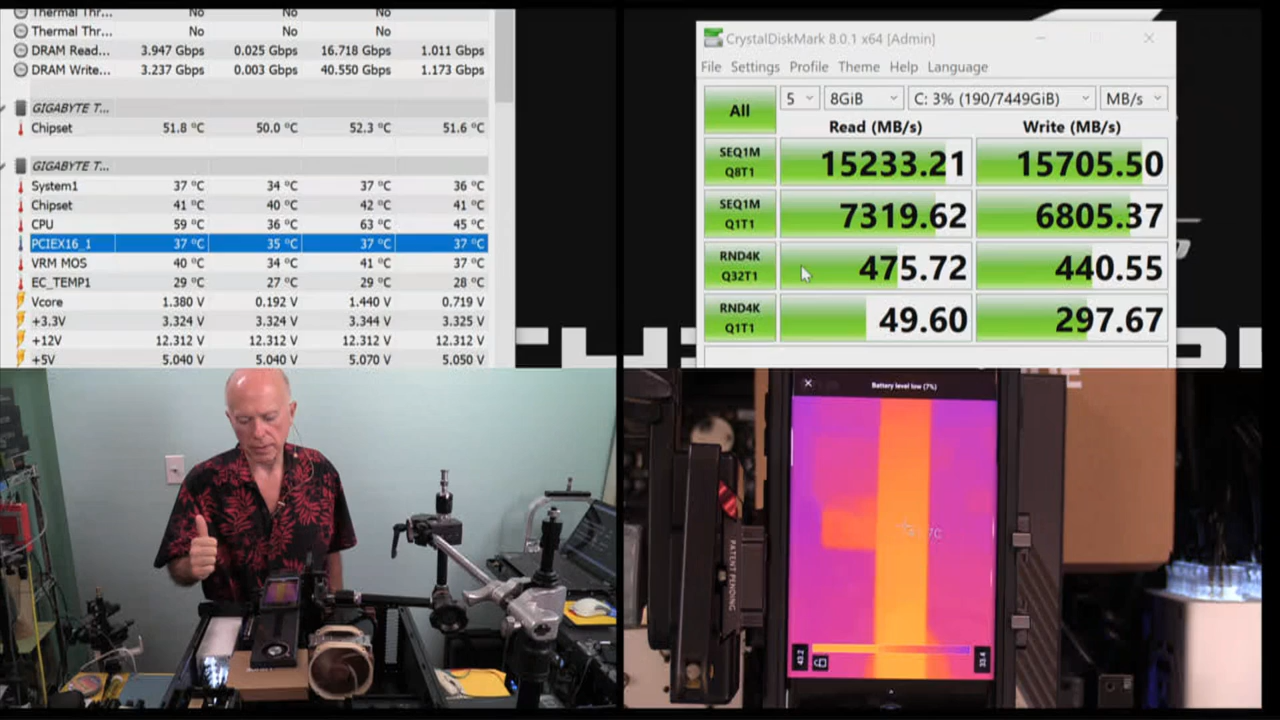 Thermal Thr... No No No
Thermal Thr... No No No
DRAM Read... 3.947 Gbps 0.025 Gbps 16.718 Gbps 1.011 Gbps
DRAM Write... 3.237 Gbps 0.003 Gbps 40.550 Gbps 1.173 Gbps
GIGABYTE T...
Chipset 51.8 °C 50.0 °C 52.3 °C 51.6 °C
GIGABYTE T...
System1 37 °C 34 °C 37 °C 36 °C
Chipset 41 °C 40 °C 42 °C 41 °C
CPU 59 °C 36 °C 63 °C 45 °C
PCIEX16_1 37 °C 35 °C 37 °C 37 °C
VRM MOS 40 °C 34 °C 41 °C 37 °C
EC_TEMP1 29 °C 27 °C 29 °C 28 °C
Vcore 1.380 V 0.192 V 1.440 V 0.719 V
+3.3V 3.324 V 3.324 V 3.344 V 3.325 V
+12V 12.312 V 12.312 V 12.312 V 12.312 V
+5V 5.040 V 5.040 V 5.070 V 5.050 V
CrystalDiskMark 8.0.1 x64 [Admin]
File Settings Profile Theme Help Language
All 5 8GiB C: 3% (190/7449GiB) MB/s
Read (MB/s) Write (MB/s)
SEQ1M Q8T1 15233.21 15705.50
SEQ1M Q1T1 7319.62 6805.37
RND4K Q32T1 475.72 440.55
RND4K Q1T1 49.60 297.67
Battery level low (7%)
PATENT PENDING
43.2
33.4